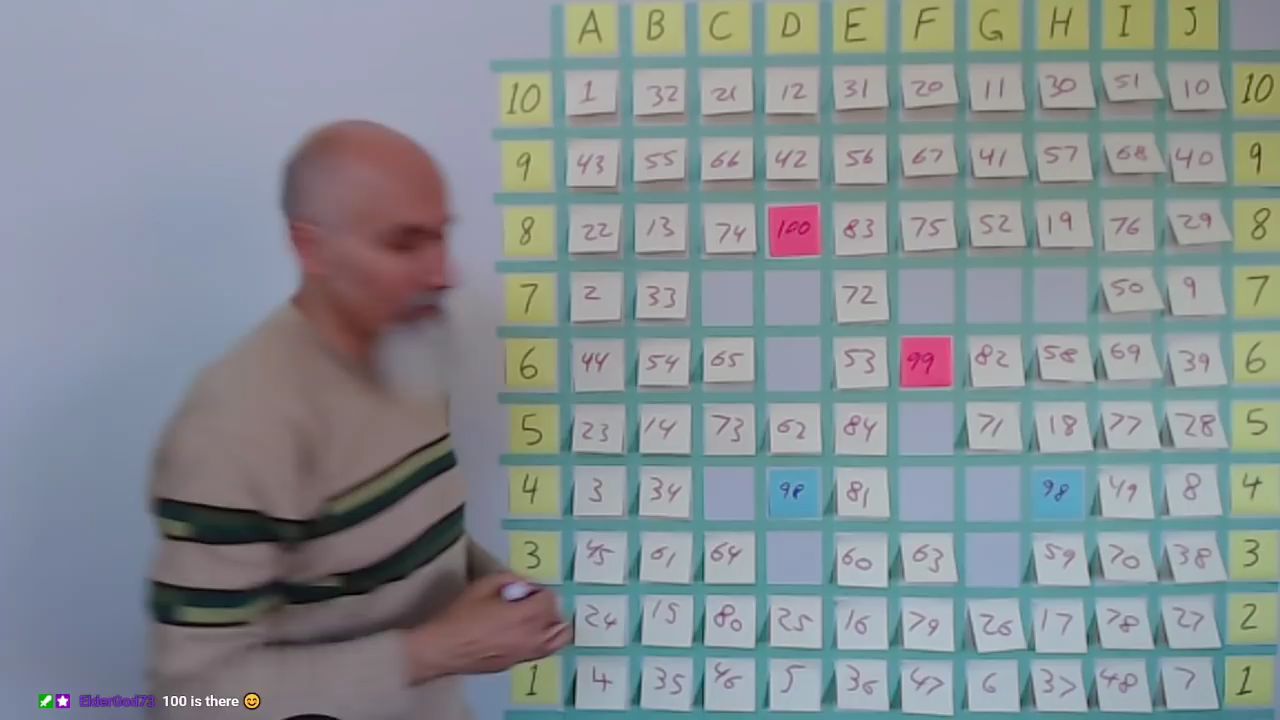 A B C D E F G H I J
10 1 32 21 12 31 20 11 30 51 10 10
9 43 55 66 42 56 67 41 57 68 40 9
8 22 13 74 100 83 75 52 19 76 29 8
7 2 33 72 50 9 7
6 44 54 65 53 99 82 58 69 39 6
5 23 14 73 62 84 71 18 77 28 5
4 3 34 98 81 98 49 8 4
3 45 61 64 60 63 59 70 38 3
2 24 15 80 25 16 79 26 17 78 27 2
1 4 35 46 5 36 47 6 37 48 7 1
ElderGod73 100 is there 😊